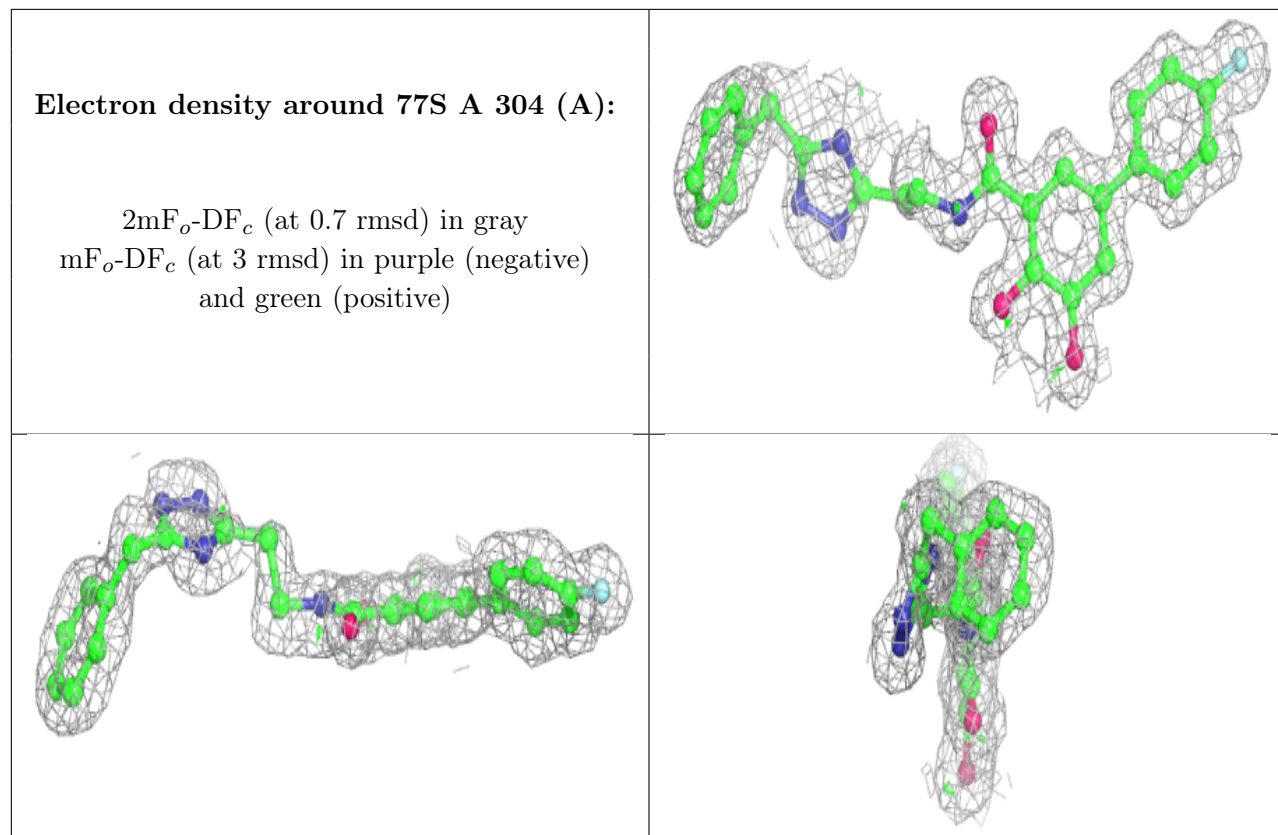 Electron density around 77S A 304 (A):
2mFₒ-DF𝒸 (at 0.7 rmsd) in gray
mFₒ-DF𝒸 (at 3 rmsd) in purple (negative)
and green (positive)